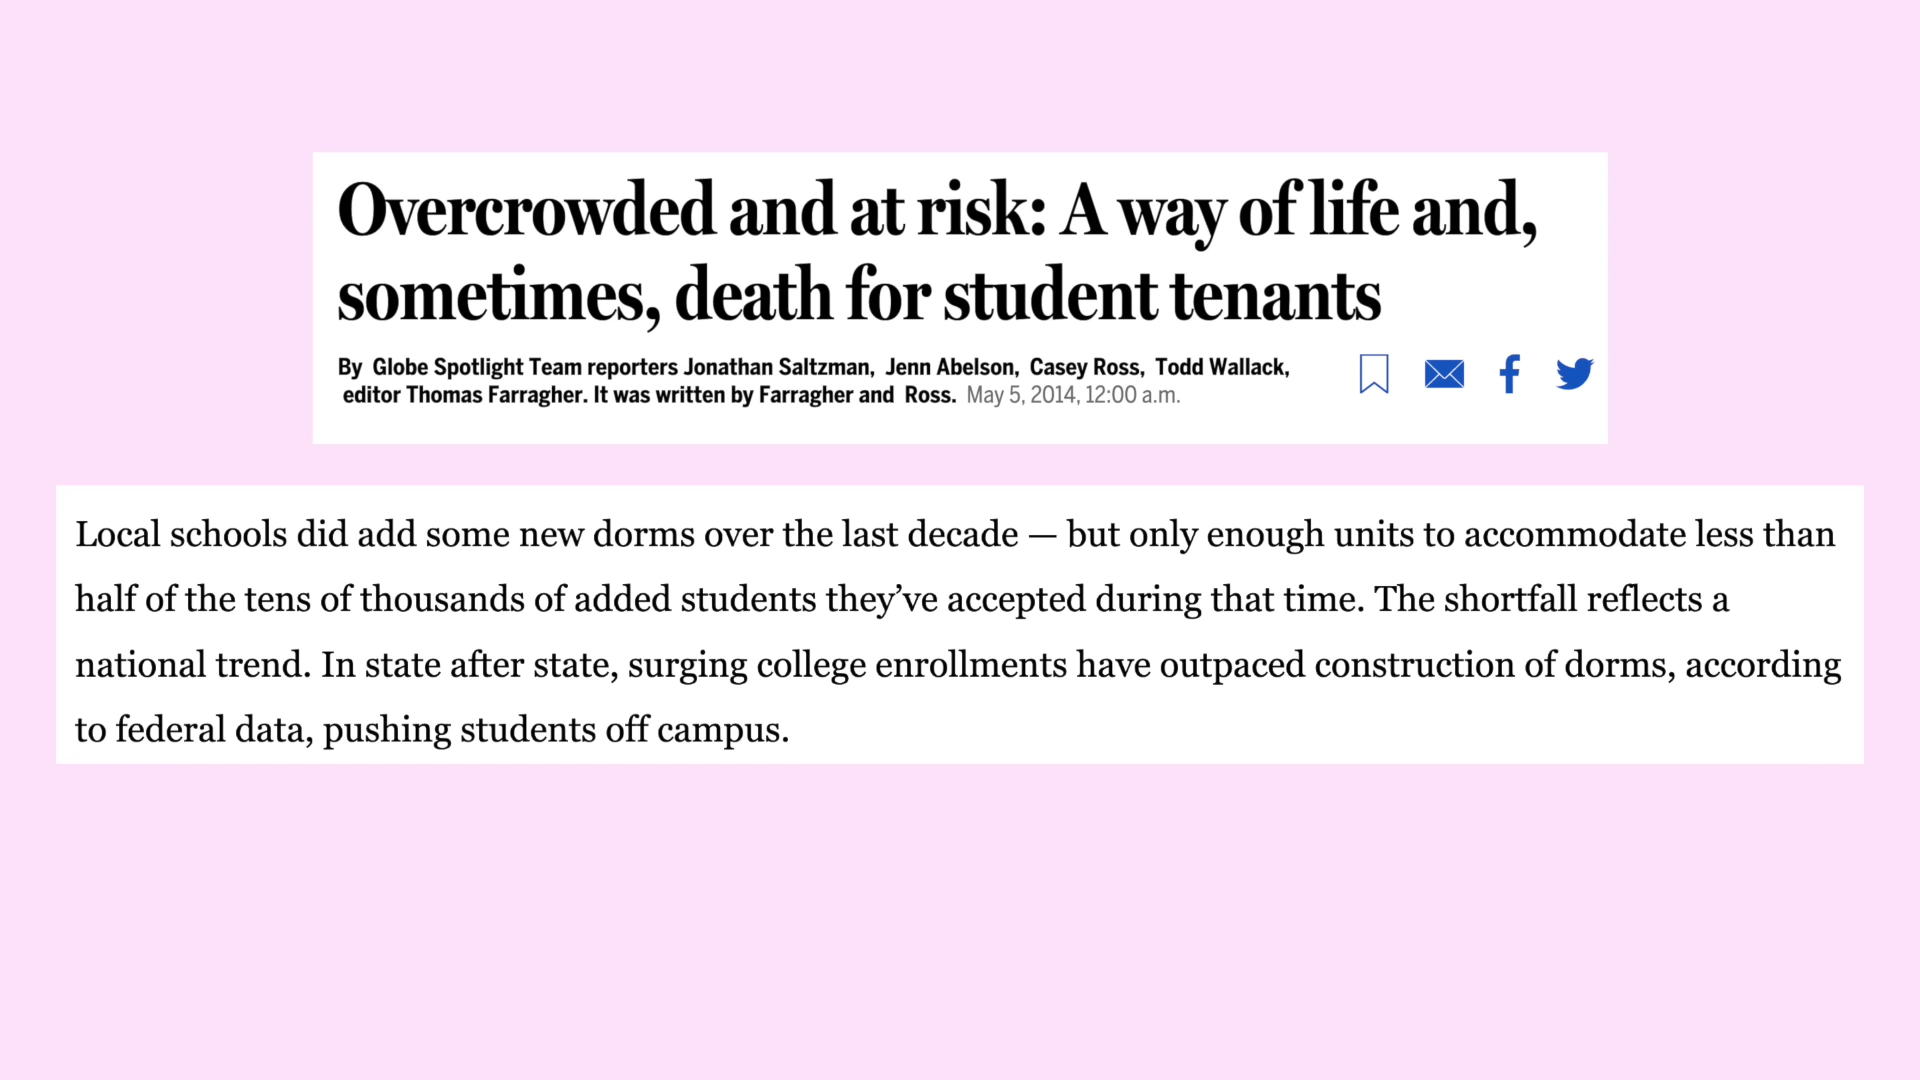 Overcrowded and at risk: A way of life and,
sometimes, death for student tenants
By Globe Spotlight Team reporters Jonathan Saltzman, Jenn Abelson, Casey Ross, Todd Wallack,
editor Thomas Farragher. It was written by Farragher and Ross. May 5, 2014, 12:00 a.m.
Local schools did add some new dorms over the last decade — but only enough units to accommodate less than
half of the tens of thousands of added students they’ve accepted during that time. The shortfall reflects a
national trend. In state after state, surging college enrollments have outpaced construction of dorms, according
to federal data, pushing students off campus.